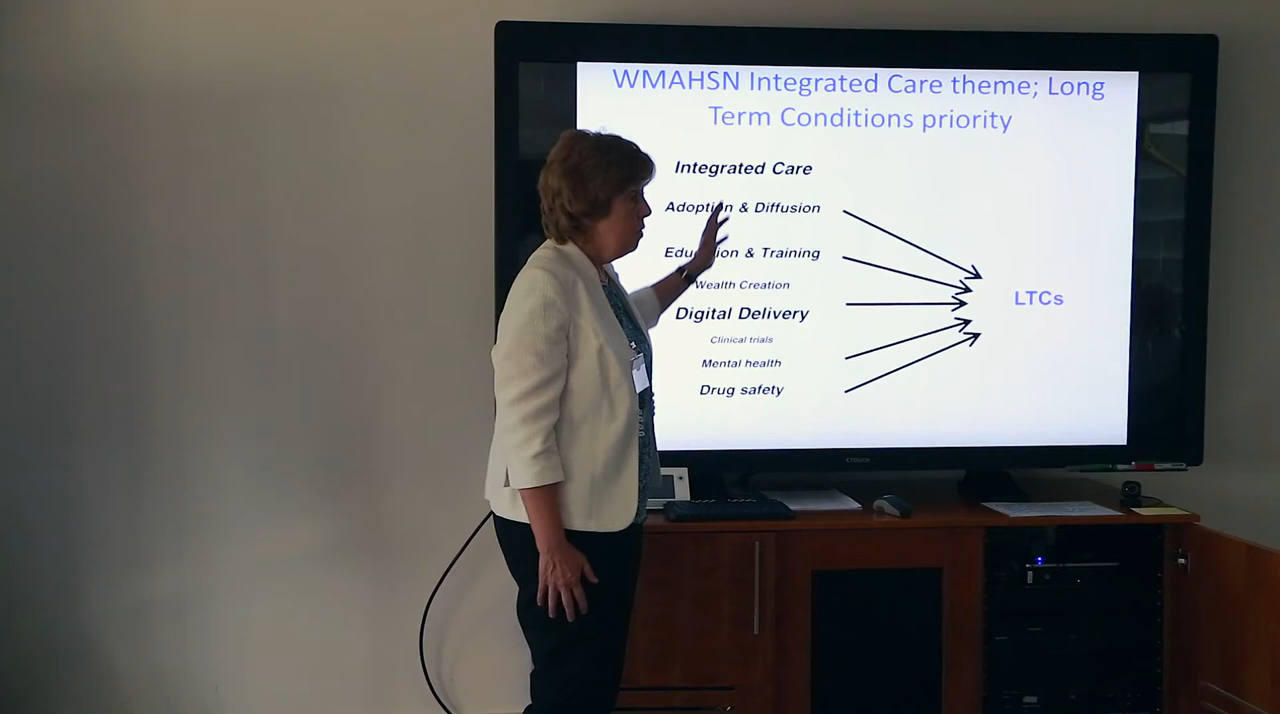 WMAHSN Integrated Care theme; Long
Term Conditions priority
Integrated Care
Adoption & Diffusion
Education & Training
Wealth Creation
Digital Delivery
Clinical trials
Mental health
Drug safety
LTCs
CTOUCH